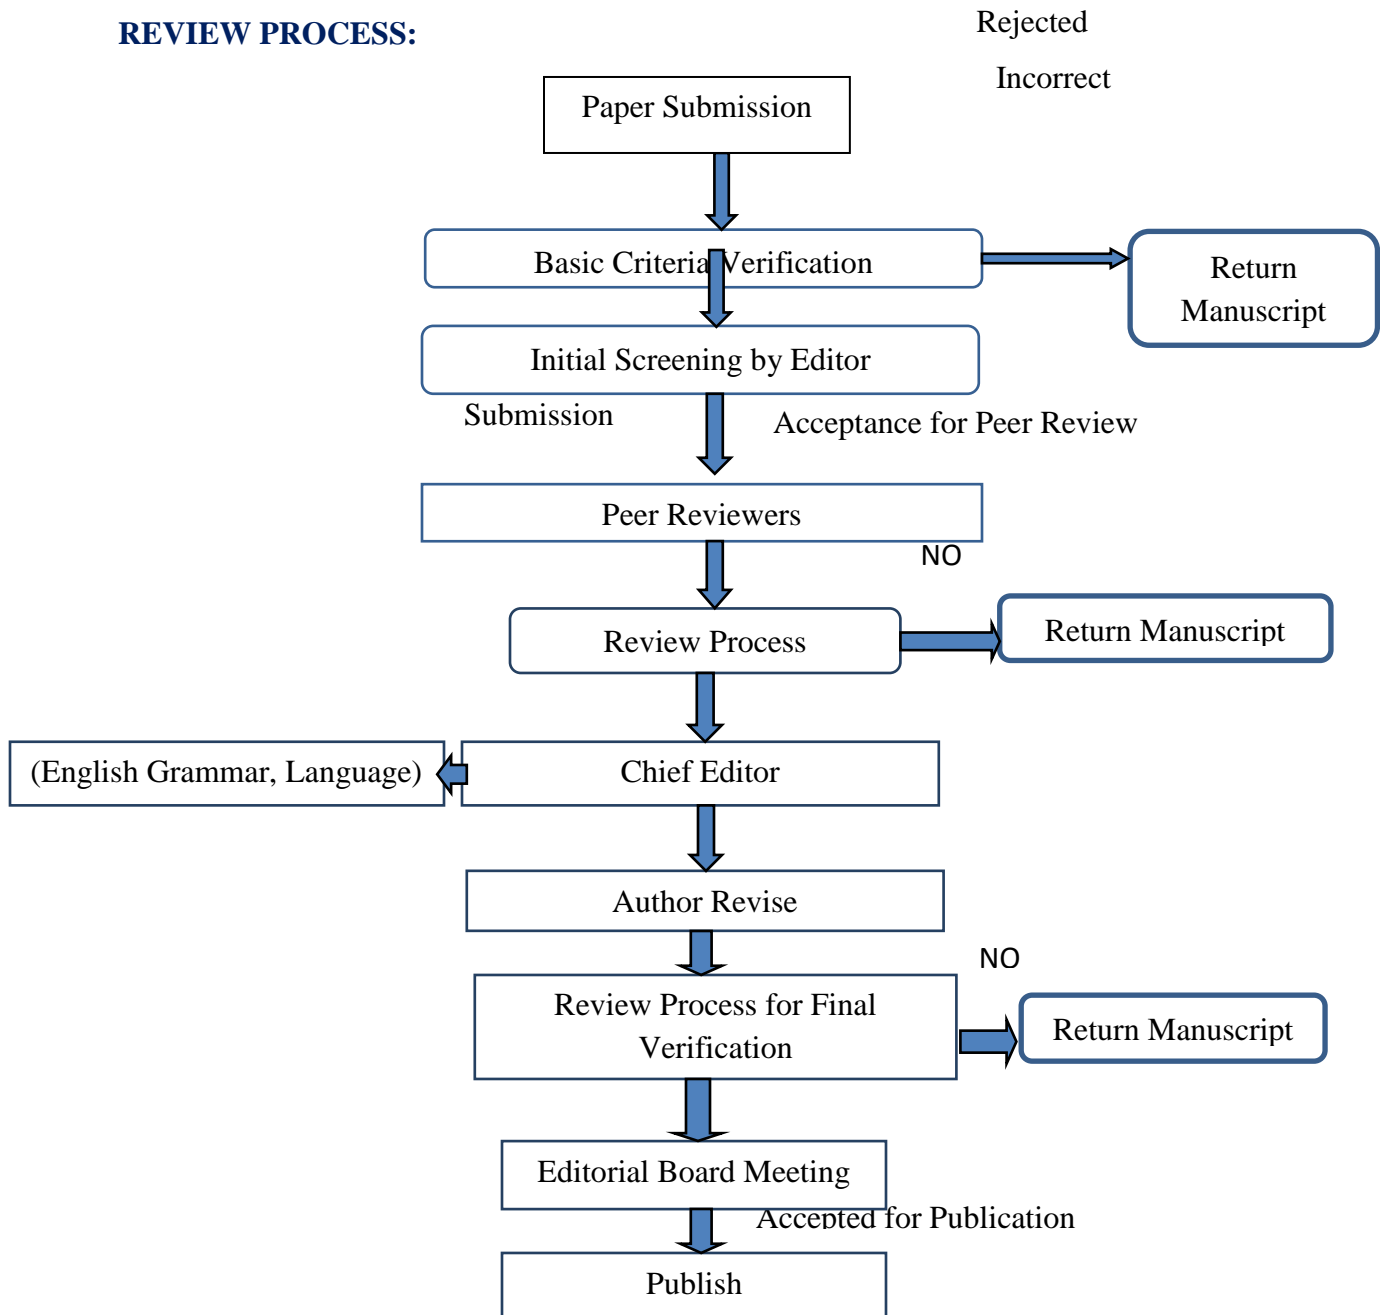 REVIEW PROCESS:
Rejected
Incorrect
Paper Submission
Basic Criteria Verification
Return
Manuscript
Initial Screening by Editor
Submission
Acceptance for Peer Review
Peer Reviewers
NO
Review Process
Return Manuscript
(English Grammar, Language)
Chief Editor
Author Revise
NO
Review Process for Final
Verification
Return Manuscript
Editorial Board Meeting
Accepted for Publication
Publish